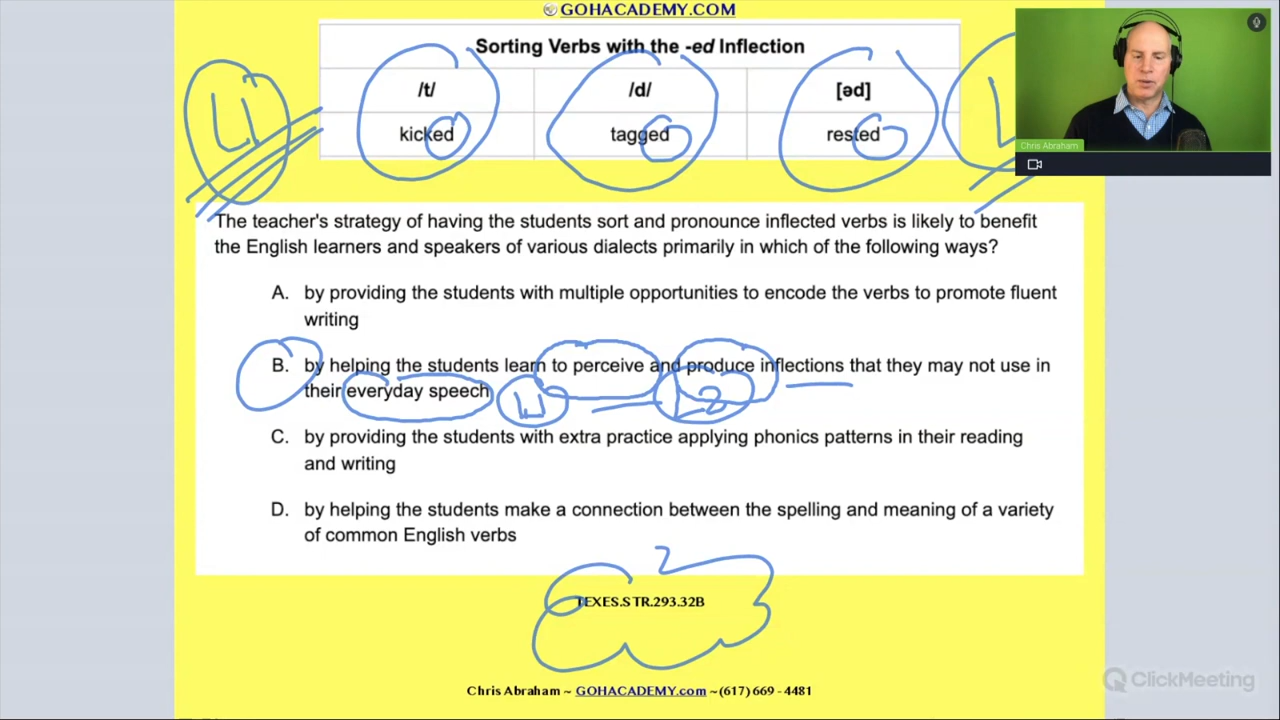 GOHACADEMY.COM
Sorting Verbs with the -ed Inflection
/t/ /d/ [əd]
kicked tagged rested
L1
Chris Abraham
The teacher's strategy of having the students sort and pronounce inflected verbs is likely to benefit
the English learners and speakers of various dialects primarily in which of the following ways?
A. by providing the students with multiple opportunities to encode the verbs to promote fluent
writing
B. by helping the students learn to perceive and produce inflections that they may not use in
their everyday speech
L1 L2
C. by providing the students with extra practice applying phonics patterns in their reading
and writing
D. by helping the students make a connection between the spelling and meaning of a variety
of common English verbs
TEXES.STR.293.32B
Chris Abraham ~ GOHACADEMY.com ~(617) 669 - 4481
ClickMeeting